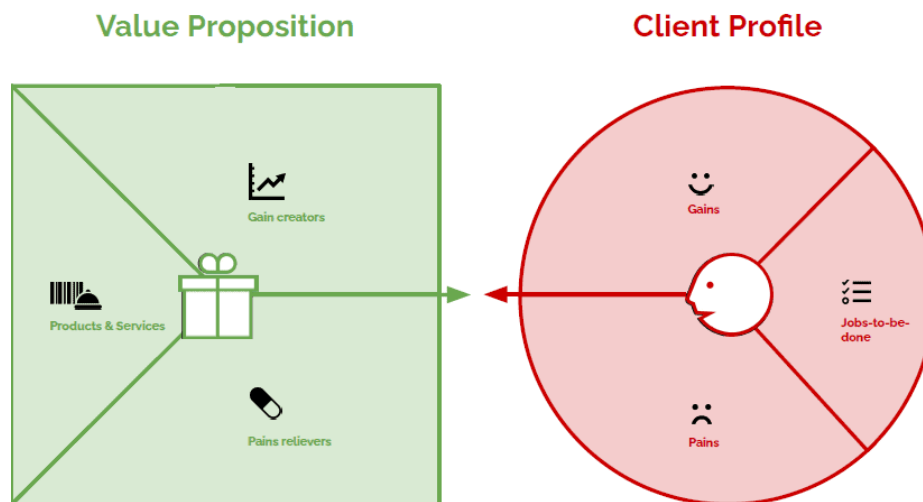 Value Proposition
Client Profile
Gain creators
Products & Services
Pains relievers
Gains
Jobs-to-be-
done
Pains